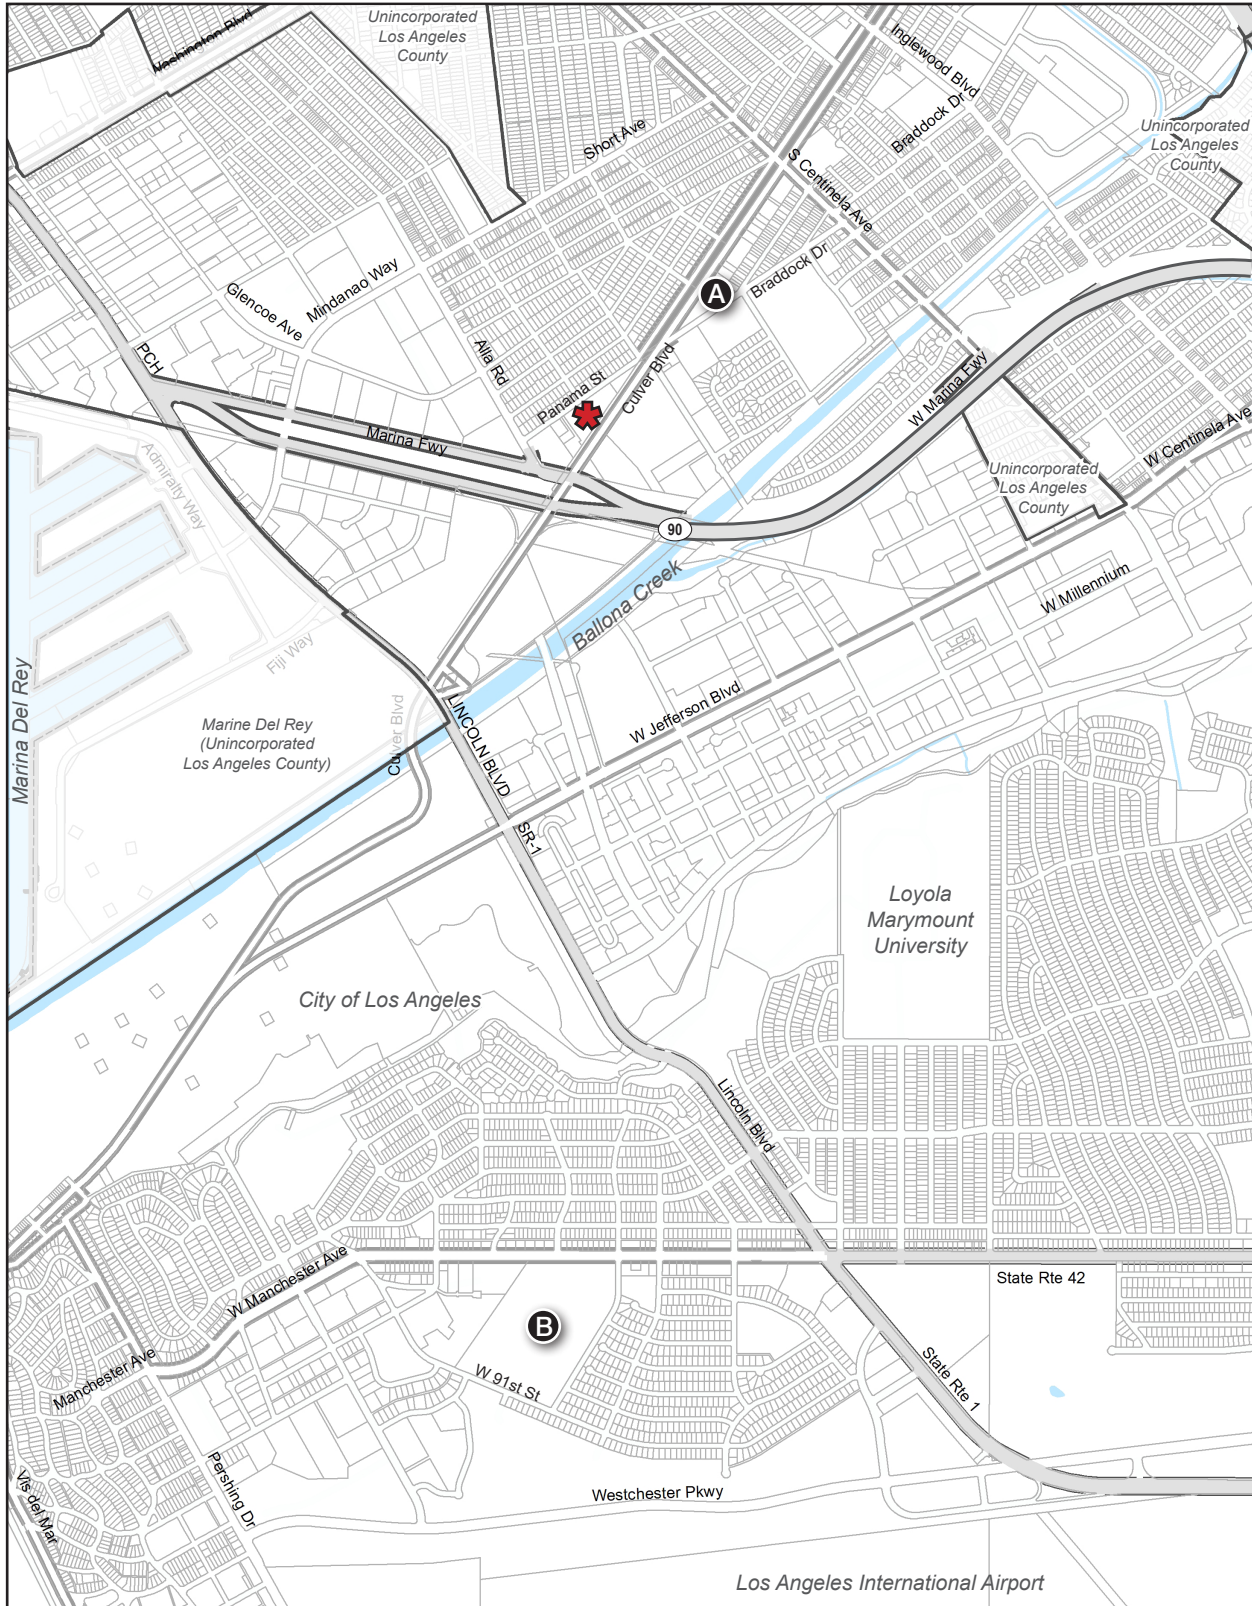 Unincorporated
Los Angeles
County
Washington Blvd
Inglewood Blvd
Braddock Dr
Unincorporated
Los Angeles
County
Short Ave
S Centinela Ave
Braddock Dr
Mindanao Way
Glencoe Ave
A
PCH
Alla Rd
Panama St
Culver Blvd
W Marina Fwy
Marina Fwy
W Centinela Ave
Admiralty Way
Unincorporated
Los Angeles
County
90
Ballona Creek
W Millennium
Fiji Way
Marina Del Rey
Marine Del Rey
(Unincorporated
Los Angeles County)
Culver Blvd
LINCOLN BLVD
W Jefferson Blvd
SR-1
Loyola
Marymount
University
City of Los Angeles
Lincoln Blvd
W Manchester Ave
State Rte 42
B
Manchester Ave
W 91st St
State Rte 1
Pershing Dr
Vis del Mar
Westchester Pkwy
Los Angeles International Airport